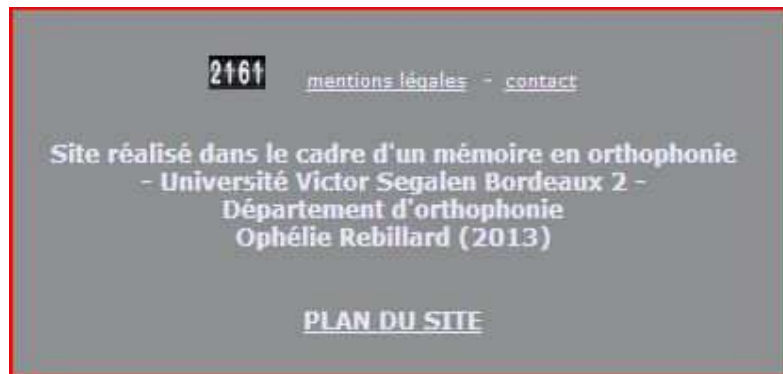 2161 mentions légales - contact
Site réalisé dans le cadre d'un mémoire en orthophonie
- Université Victor Segalen Bordeaux 2 -
Département d'orthophonie
Ophélie Rebillard (2013)
PLAN DU SITE